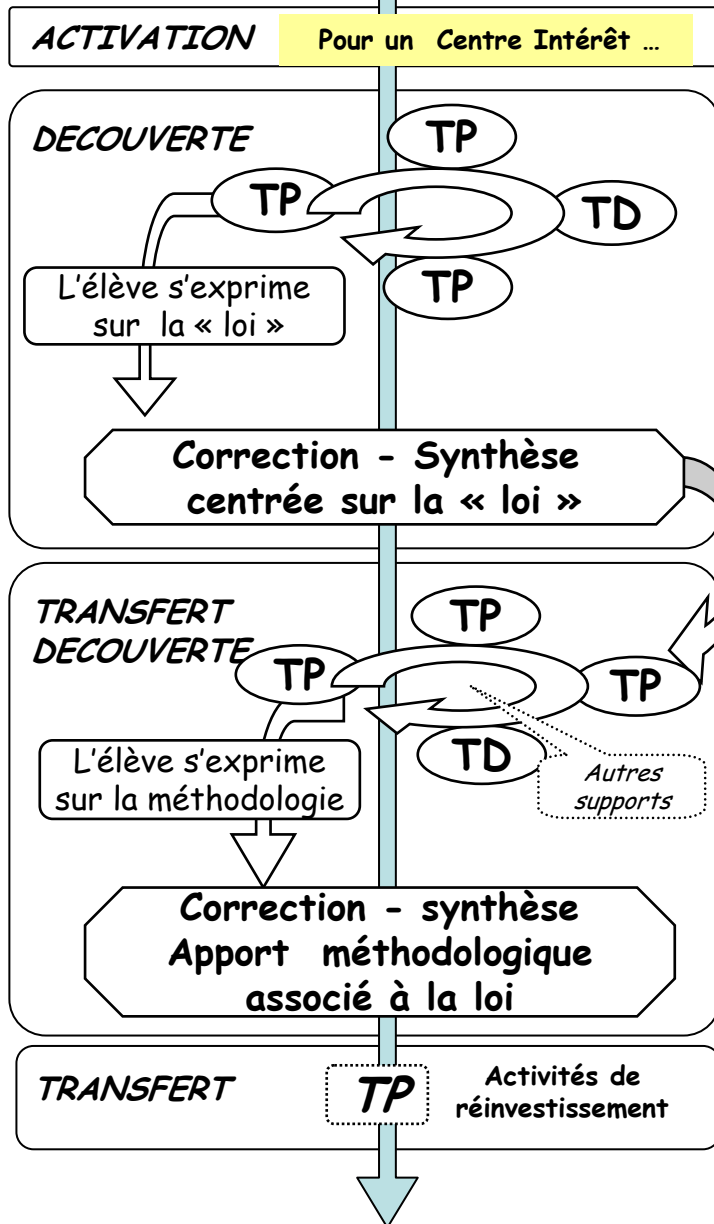 ACTIVATION
Pour un Centre Intérêt ...
DECOUVERTE
TP
TP
TD
TP
L'élève s'exprime
sur la « loi »
Correction - Synthèse
centrée sur la « loi »
TRANSFERT
DECOUVERTE
TP
TP
TP
TD
L'élève s'exprime
sur la méthodologie
Autres
supports
Correction - synthèse
Apport méthodologique
associé à la loi
TRANSFERT
TP
Activités de
réinvestissement